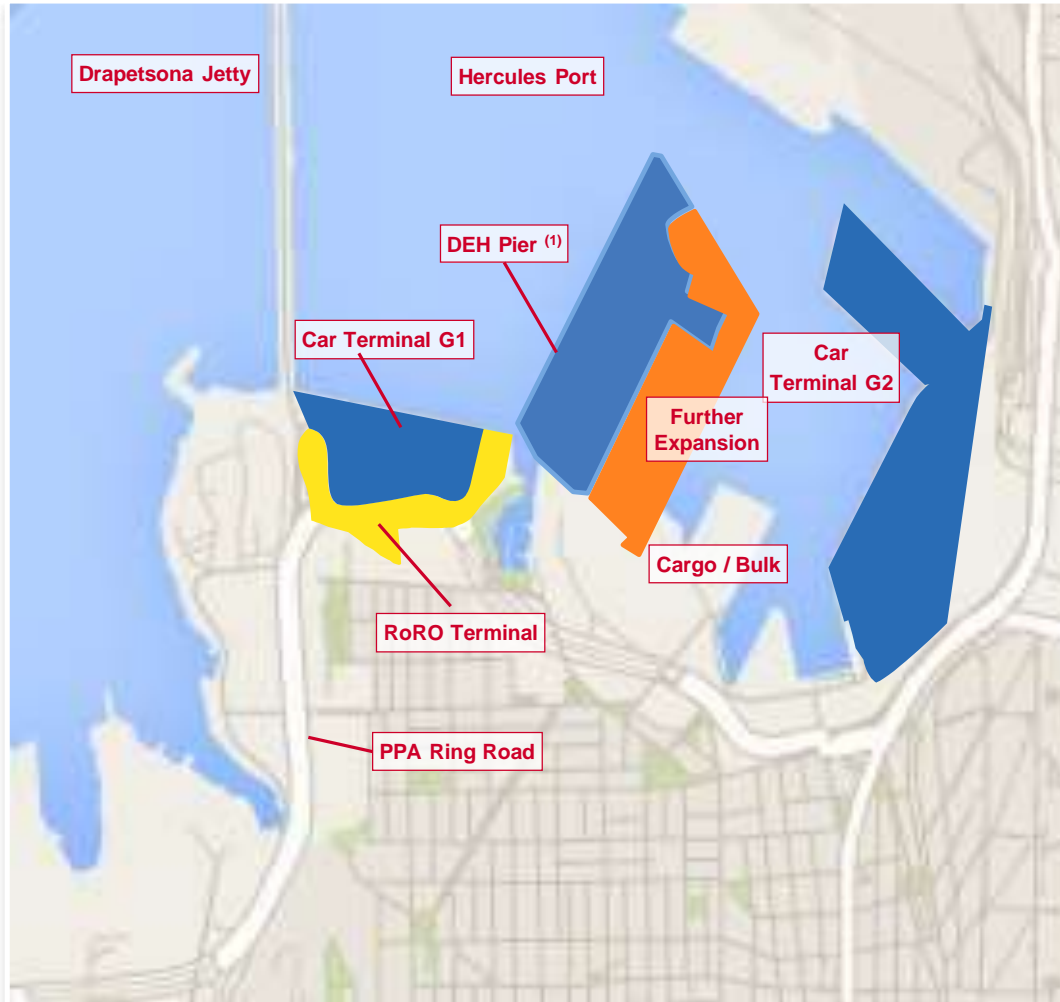 Drapetsona Jetty
Hercules Port
DEH Pier (1)
Car Terminal G1
Car
Terminal G2
Further
Expansion
Cargo / Bulk
RoRO Terminal
PPA Ring Road